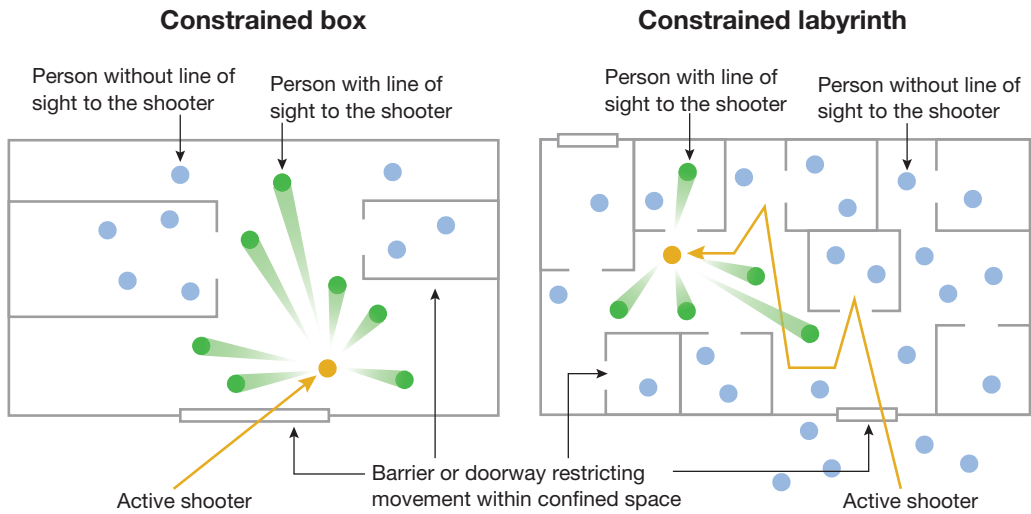 Constrained box
Constrained labyrinth
Person without line of
sight to the shooter
Person with line of
sight to the shooter
Person with line of
sight to the shooter
Person without line of
sight to the shooter
Barrier or doorway restricting
movement within confined space
Active shooter
Active shooter